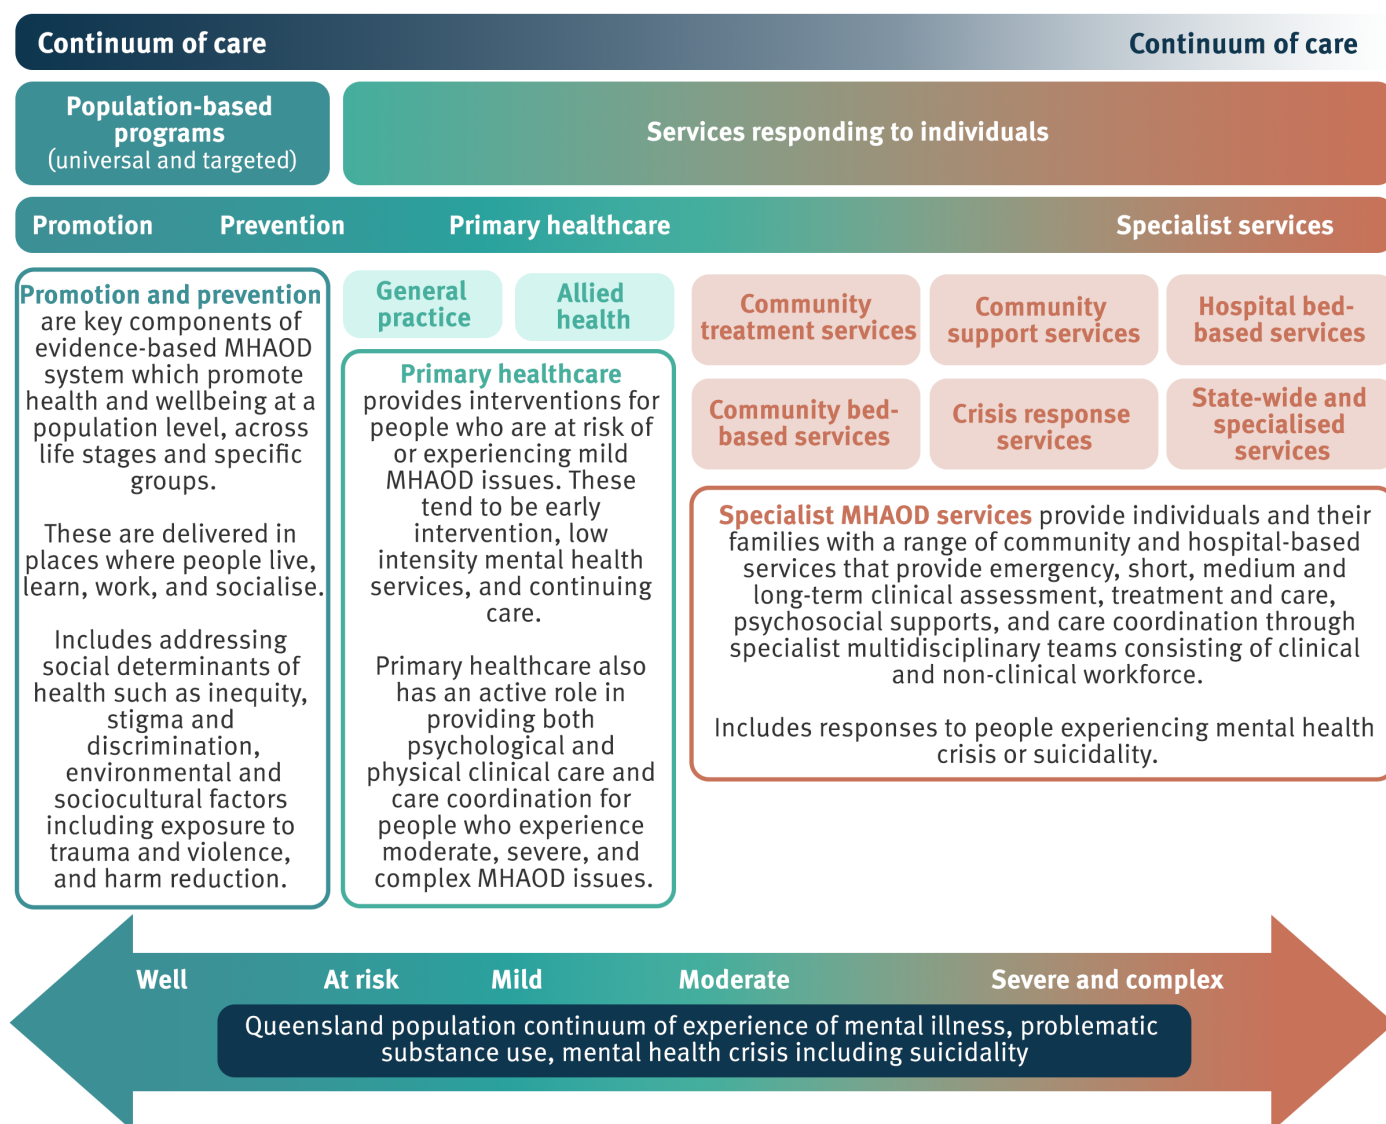 Continuum of care
Continuum of care
Population-based
programs
(universal and targeted)
Services responding to individuals
Promotion
Prevention
Primary healthcare
Specialist services
Promotion and prevention
are key components of
evidence-based MHAOD
system which promote
health and wellbeing at a
population level, across
life stages and specific
groups.
These are delivered in
places where people live,
learn, work, and socialise.
Includes addressing
social determinants of
health such as inequity,
stigma and
discrimination,
environmental and
sociocultural factors
including exposure to
trauma and violence,
and harm reduction.
General
practice
Allied
health
Primary healthcare
provides interventions for
people who are at risk of
or experiencing mild
MHAOD issues. These
tend to be early
intervention, low
intensity mental health
services, and continuing
care.
Primary healthcare also
has an active role in
providing both
psychological and
physical clinical care and
care coordination for
people who experience
moderate, severe, and
complex MHAOD issues.
Community
treatment services
Community
support services
Hospital bed-
based services
Community bed-
based services
Crisis response
services
State-wide and
specialised
services
Specialist MHAOD services provide individuals and their
families with a range of community and hospital-based
services that provide emergency, short, medium and
long-term clinical assessment, treatment and care,
psychosocial supports, and care coordination through
specialist multidisciplinary teams consisting of clinical
and non-clinical workforce.
Includes responses to people experiencing mental health
crisis or suicidality.
Well
At risk
Mild
Moderate
Severe and complex
Queensland population continuum of experience of mental illness, problematic
substance use, mental health crisis including suicidality